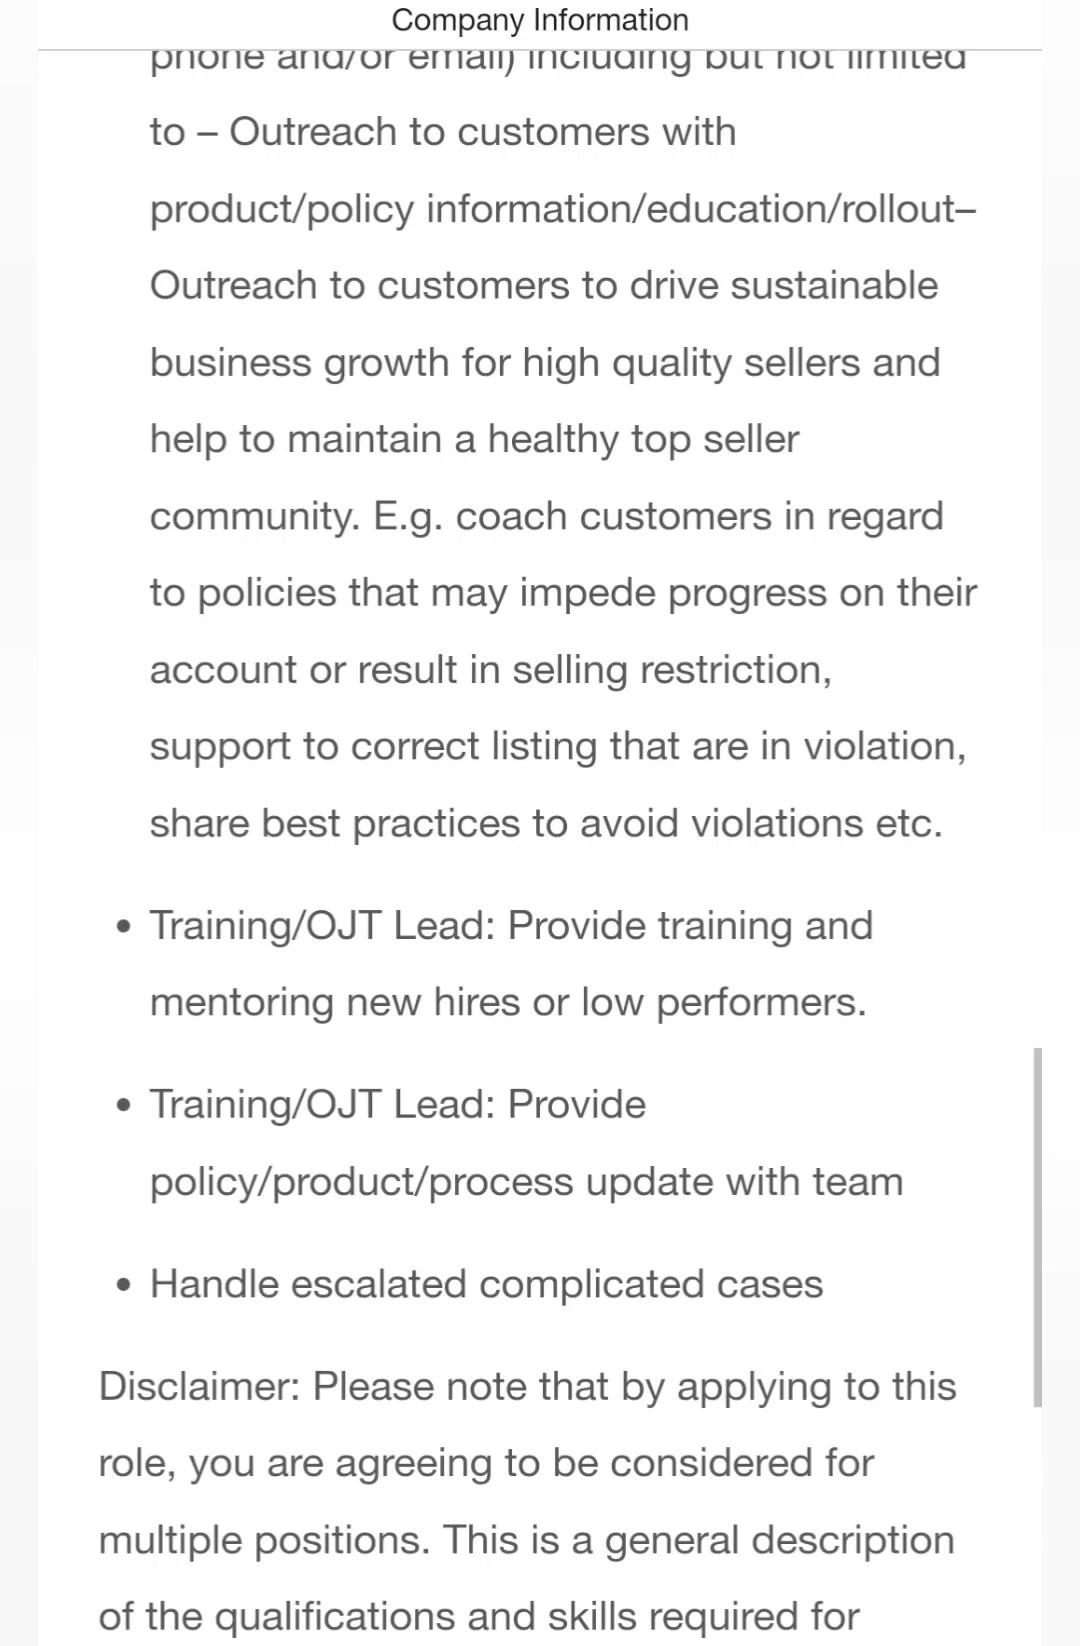 Company Information
phone and/or email) including but not limited
to – Outreach to customers with
product/policy information/education/rollout–
Outreach to customers to drive sustainable
business growth for high quality sellers and
help to maintain a healthy top seller
community. E.g. coach customers in regard
to policies that may impede progress on their
account or result in selling restriction,
support to correct listing that are in violation,
share best practices to avoid violations etc.
• Training/OJT Lead: Provide training and
mentoring new hires or low performers.
• Training/OJT Lead: Provide
policy/product/process update with team
• Handle escalated complicated cases
Disclaimer: Please note that by applying to this
role, you are agreeing to be considered for
multiple positions. This is a general description
of the qualifications and skills required for